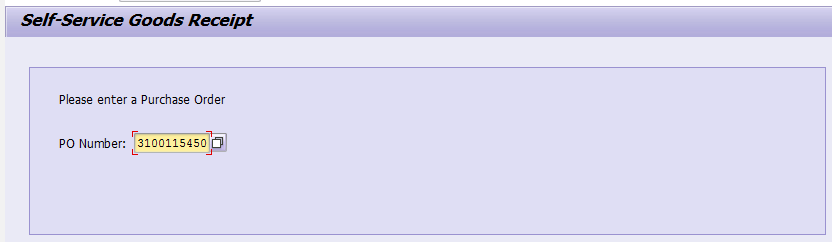 Self-Service Goods Receipt
Please enter a Purchase Order
PO Number: 3100115450